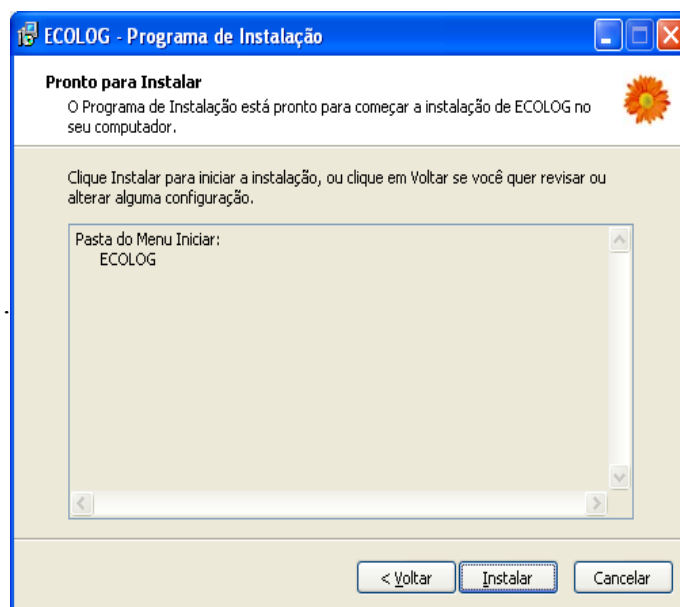 ECOLOG - Programa de Instalação
Pronto para Instalar
O Programa de Instalação está pronto para começar a instalação de ECOLOG no
seu computador.
Clique Instalar para iniciar a instalação, ou clique em Voltar se você quer revisar ou
alterar alguma configuração.
Pasta do Menu Iniciar:
ECOLOG
< Voltar
Instalar
Cancelar